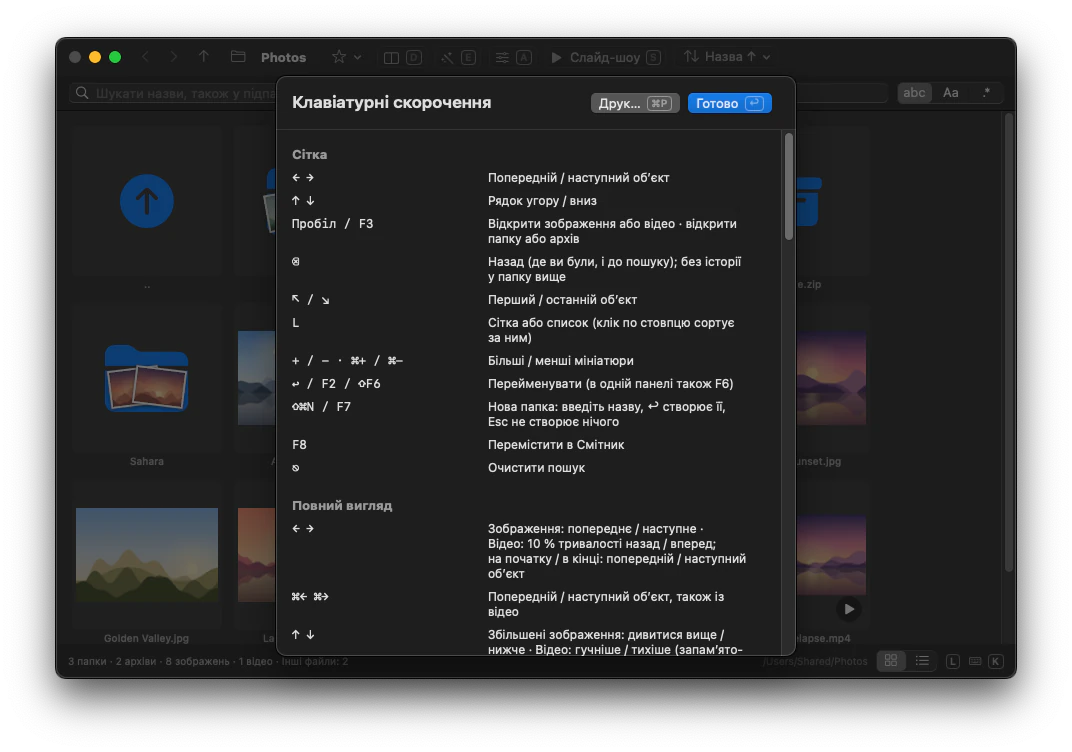 Photos
D
E
A
Слайд-шоу S
Назва ↑
Шукати назви, також у підпа
abc Aa .*
Клавіатурні скорочення
Друк... ⌘P
Готово ↩
Сітка
← → Попередній / наступний об’єкт
↑ ↓ Рядок угору / вниз
Пробіл / F3 Відкрити зображення або відео · відкрити
папку або архів
⌫ Назад (де ви були, і до пошуку); без історії
у папку вище
↖ / ↘ Перший / останній об’єкт
L Сітка або список (клік по стовпцю сортує
за ним)
+ / − · ⌘+ / ⌘− Більші / менші мініатюри
↩ / F2 / ⇧F6 Перейменувати (в одній панелі також F6)
⇧⌘N / F7 Нова папка: введіть назву, ↩ створює її,
Esc не створює нічого
F8 Перемістити в Смітник
⎋ Очистити пошук
Повний вигляд
← → Зображення: попереднє / наступне ·
Відео: 10 % тривалості назад / вперед;
на початку / в кінці: попередній / наступний
об’єкт
⌘← ⌘→ Попередній / наступний об’єкт, також із
відео
↑ ↓ Збільшені зображення: дивитися вище /
нижче · Відео: гучніше / тихіше (запам’ято-
..
e.zip
Sahara
unset.jpg
Golden Valley.jpg
La
elapse.mp4
3 папки · 2 архіви · 8 зображень · 1 відео · Інші файли: 2
/Users/Shared/Photos
L
K